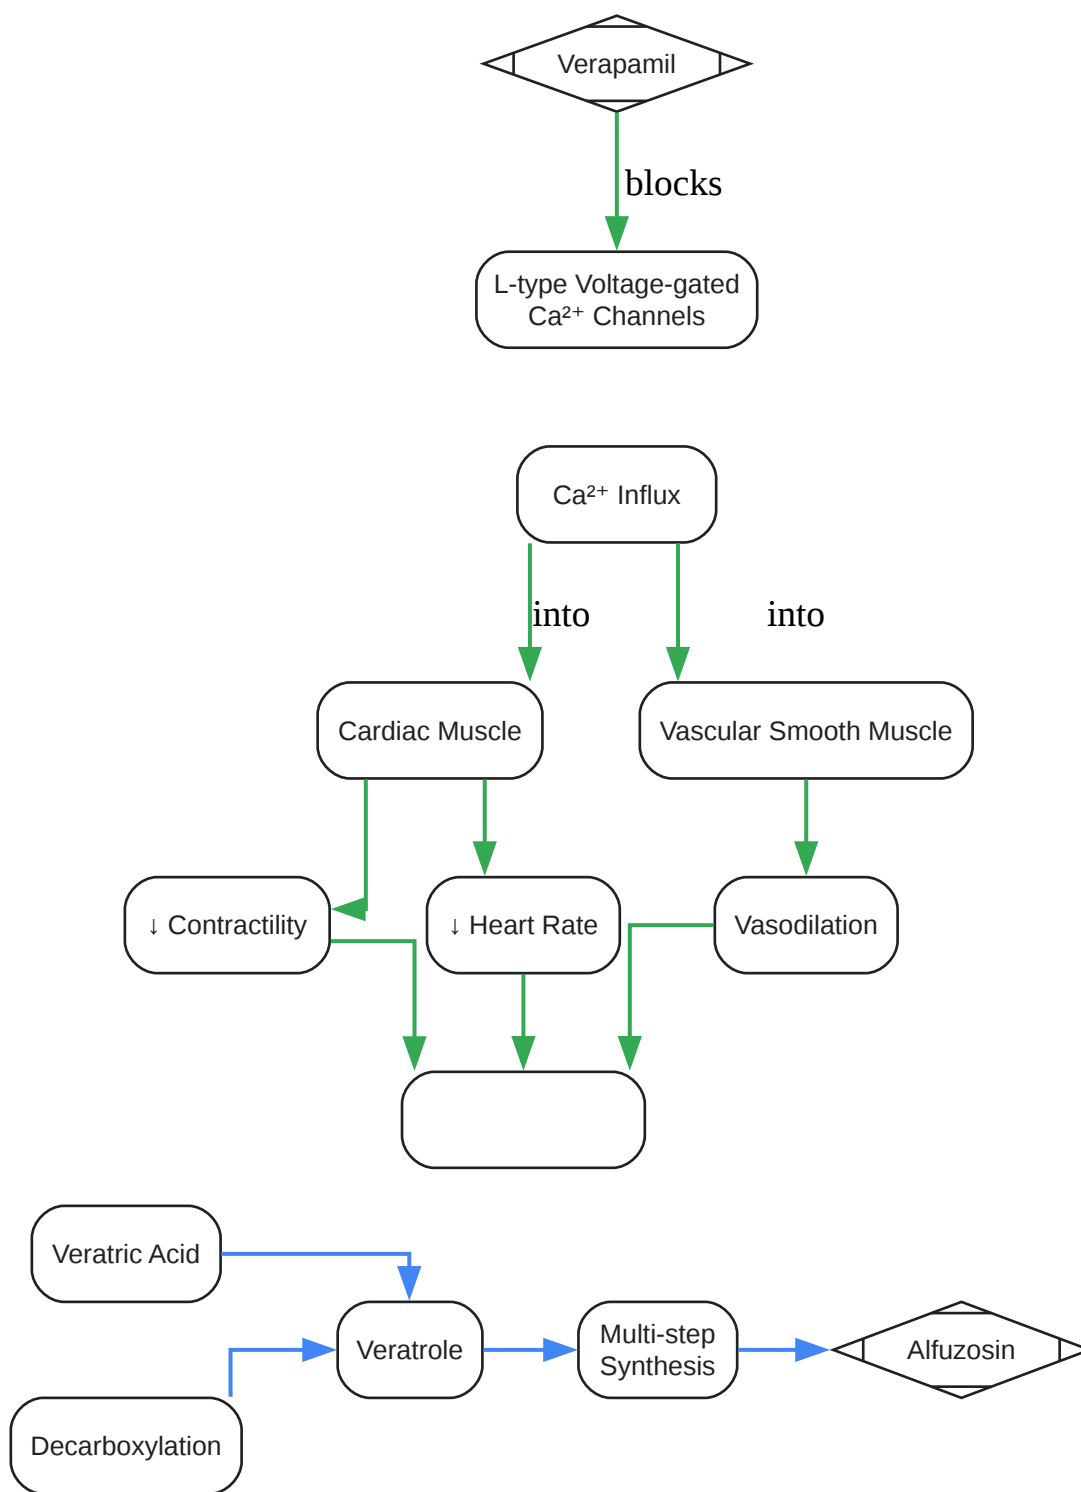 Verapamil
blocks
L-type Voltage-gated
Ca²⁺ Channels
Ca²⁺ Influx
into
into
Cardiac Muscle
Vascular Smooth Muscle
↓ Contractility
↓ Heart Rate
Vasodilation
Veratric Acid
Veratrole
Multi-step
Synthesis
Alfuzosin
Decarboxylation